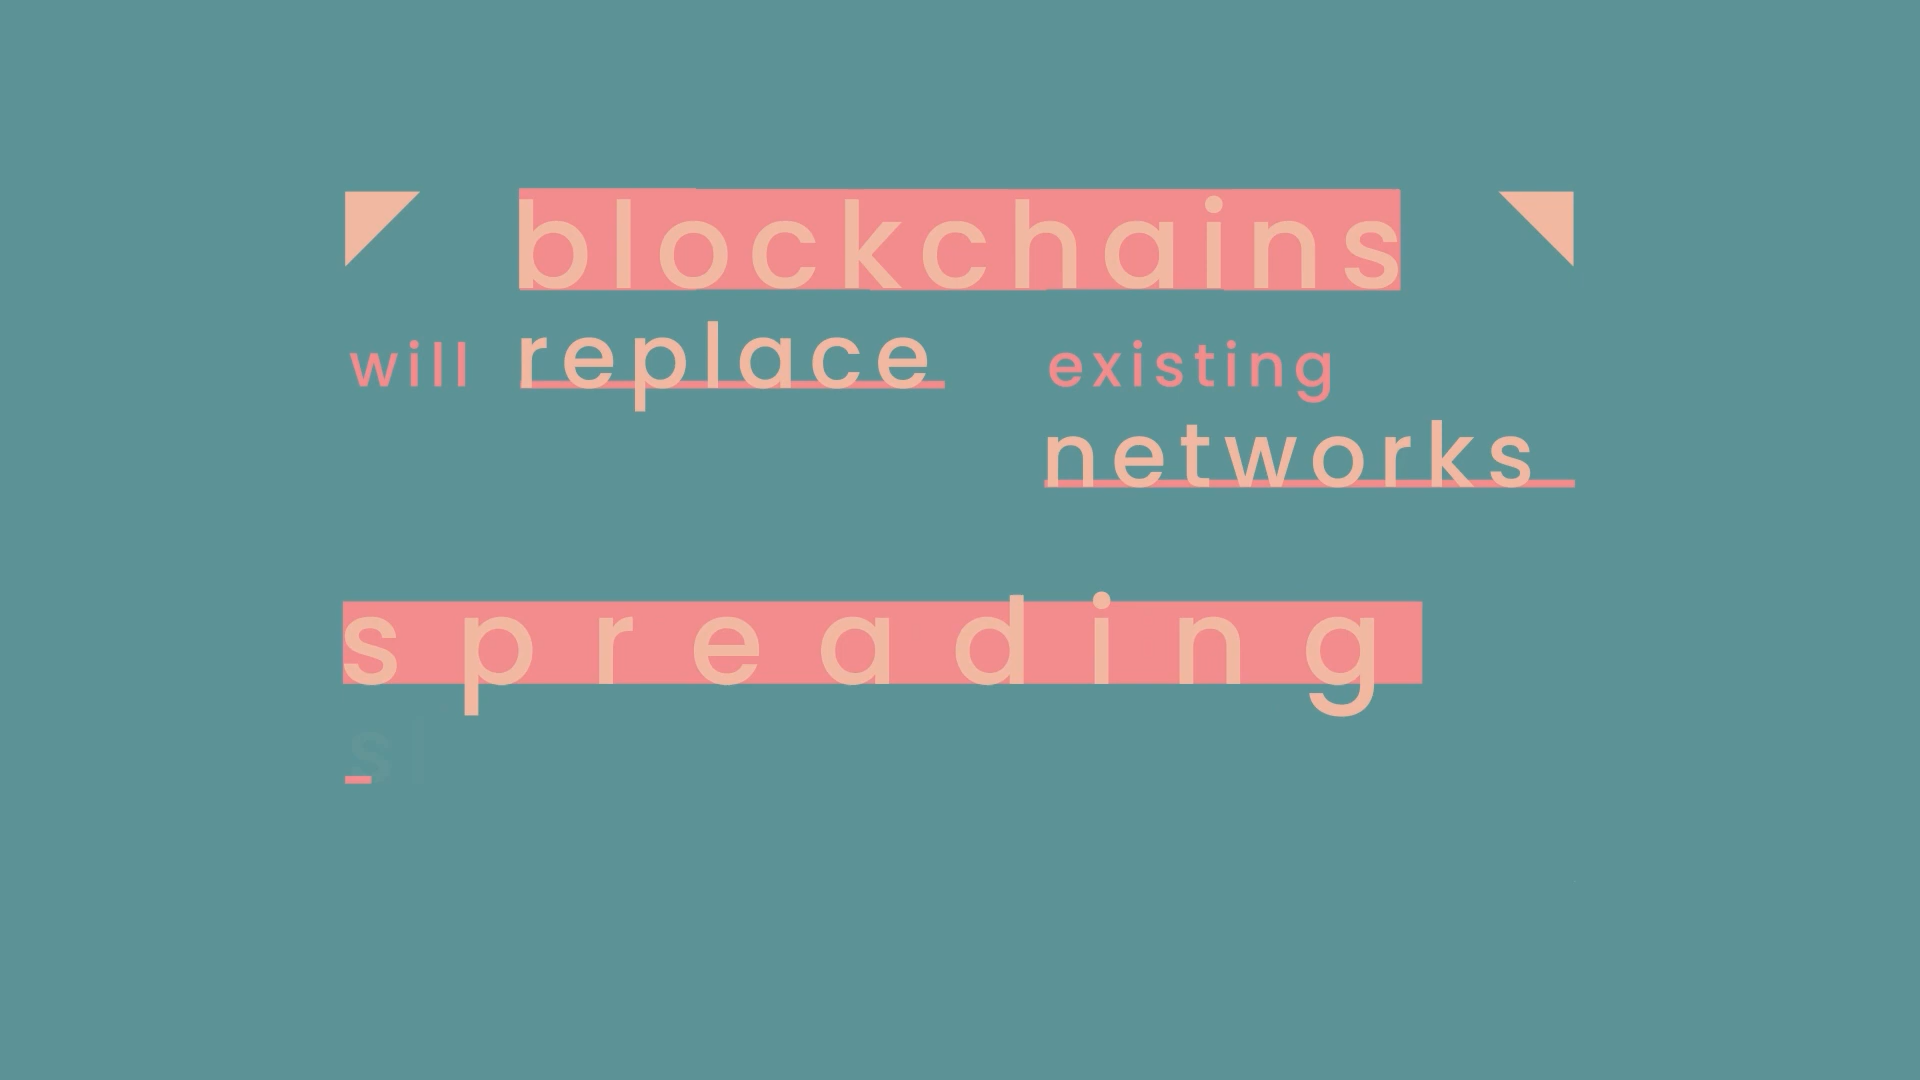 blockchains
will replace existing
networks
spreading